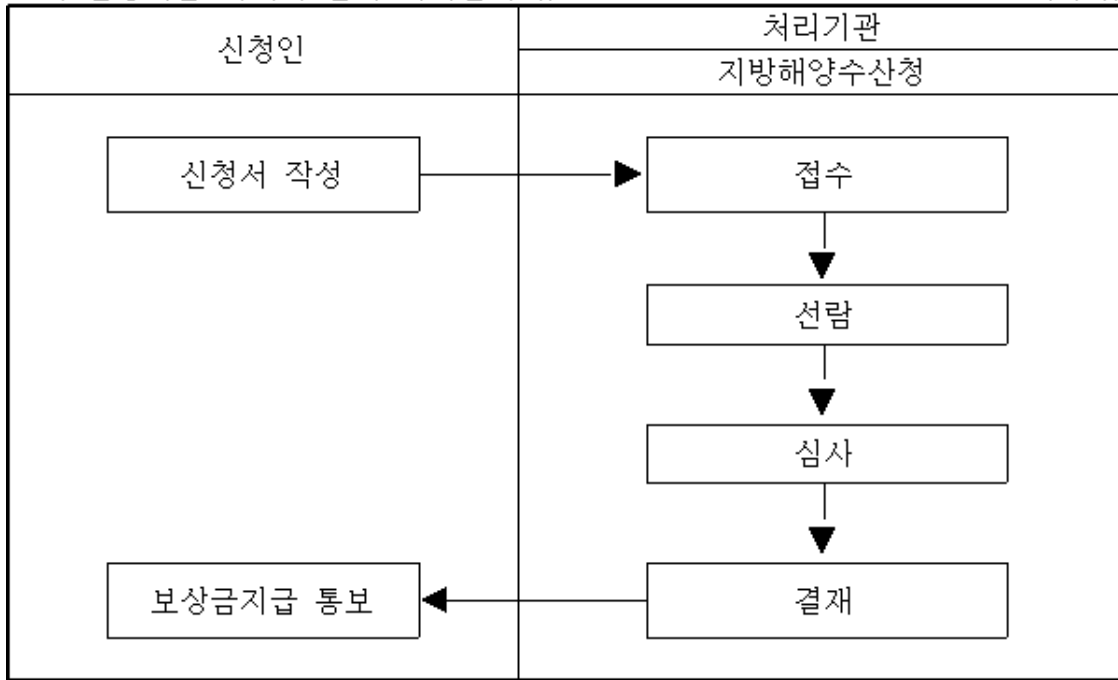 신청인
처리기관
지방해양수산청
신청서 작성
접수
선람
심사
보상금지급 통보
결재